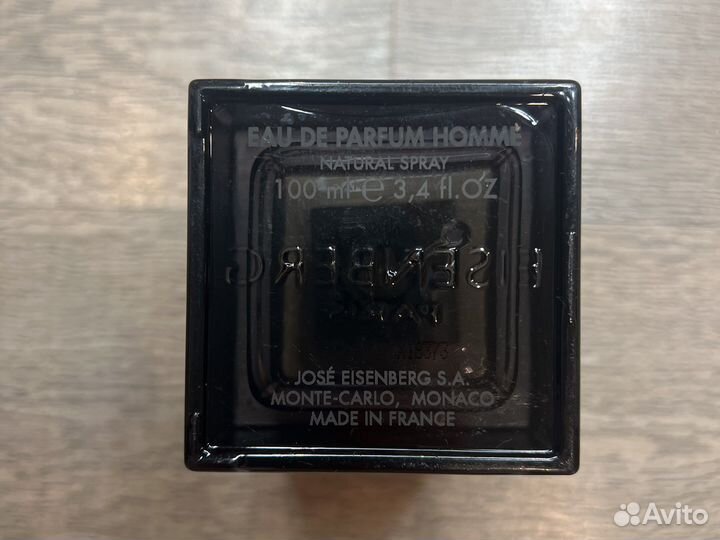 EAU DE PARFUM HOMME
NATURAL SPRAY
100 ml e 3,4 fl.oz
EISENBERG
PARIS
JOSÉ EISENBERG S.A.
MONTE-CARLO, MONACO
MADE IN FRANCE
Avito